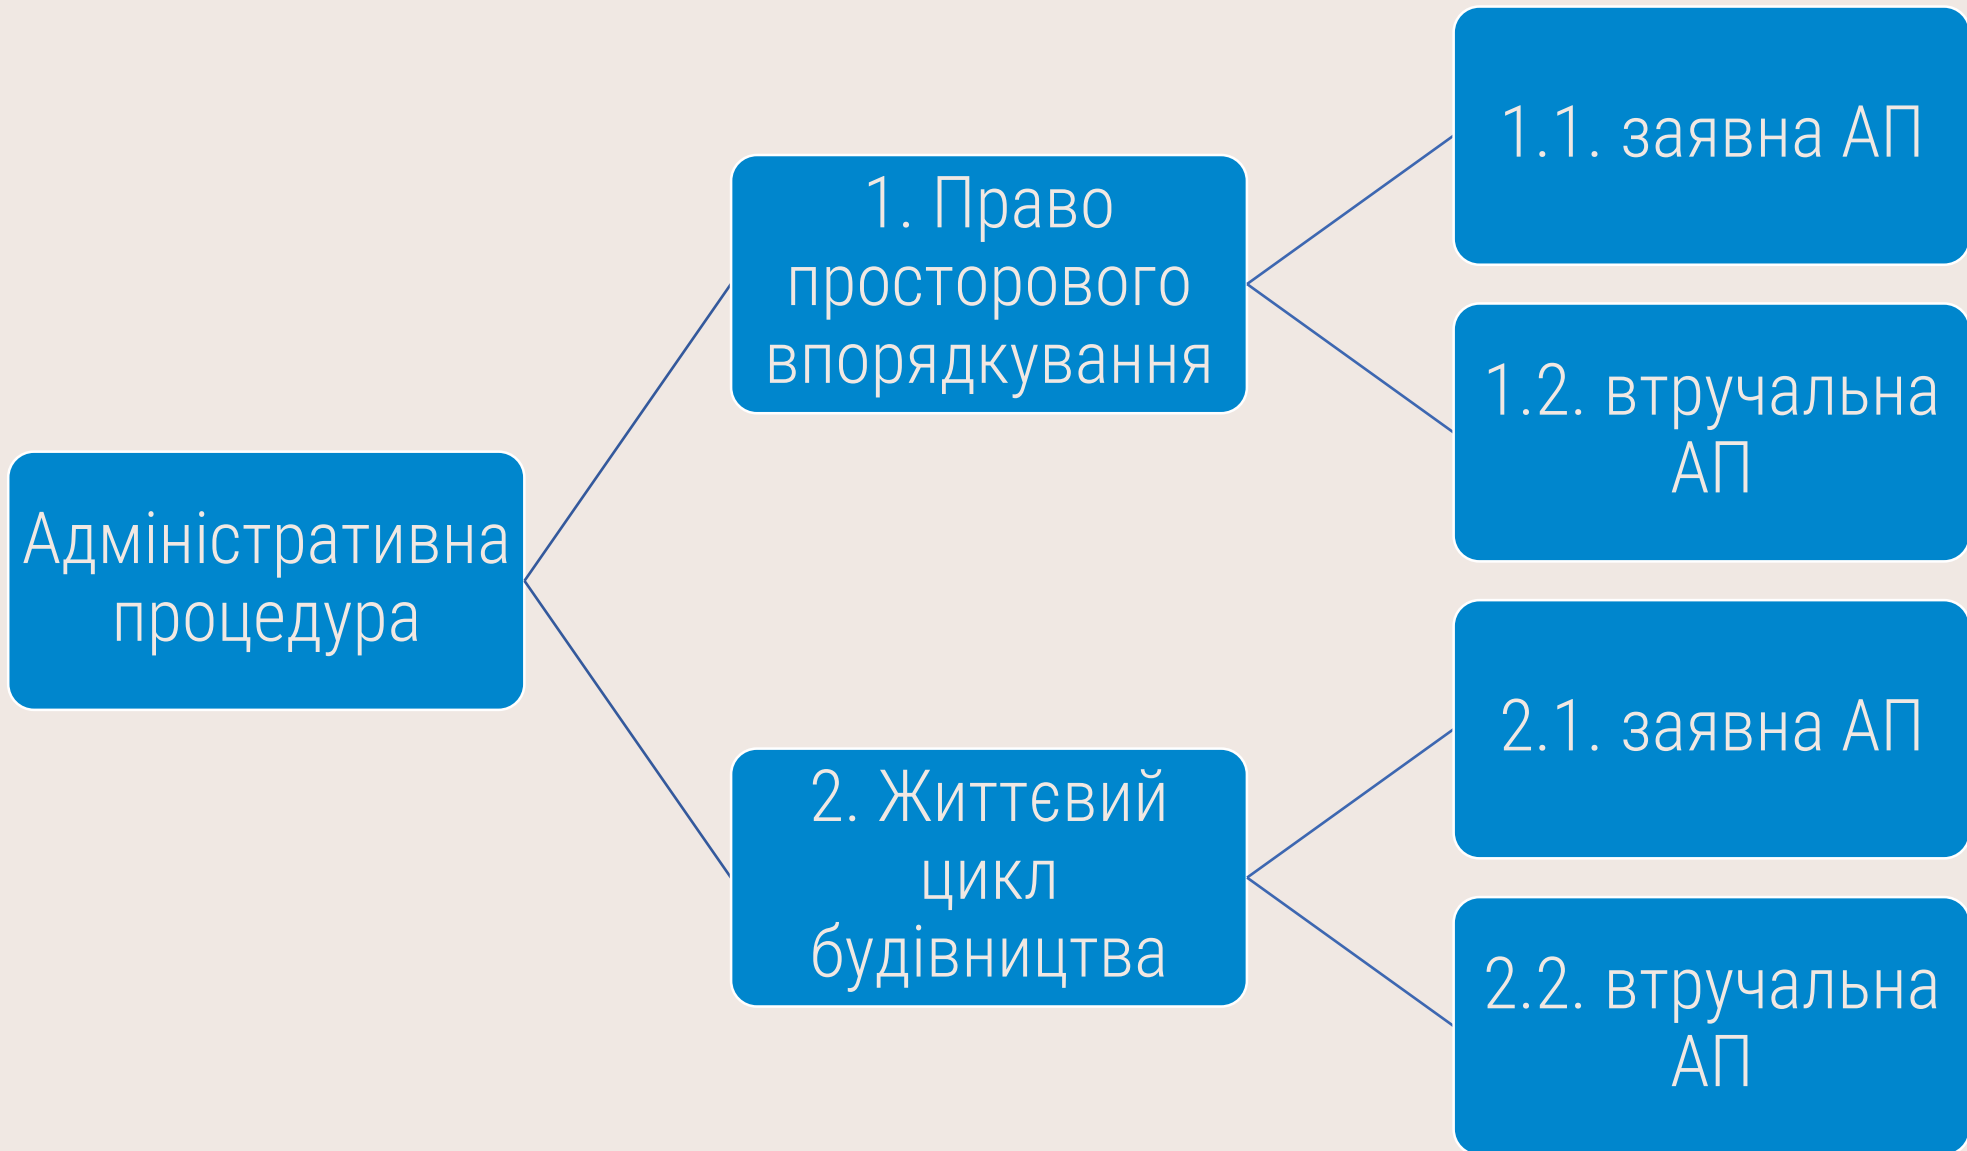 Адміністративна
процедура
1. Право
просторового
впорядкування
1.1. заявна АП
1.2. втручальна
АП
2. Життєвий
цикл
будівництва
2.1. заявна АП
2.2. втручальна
АП